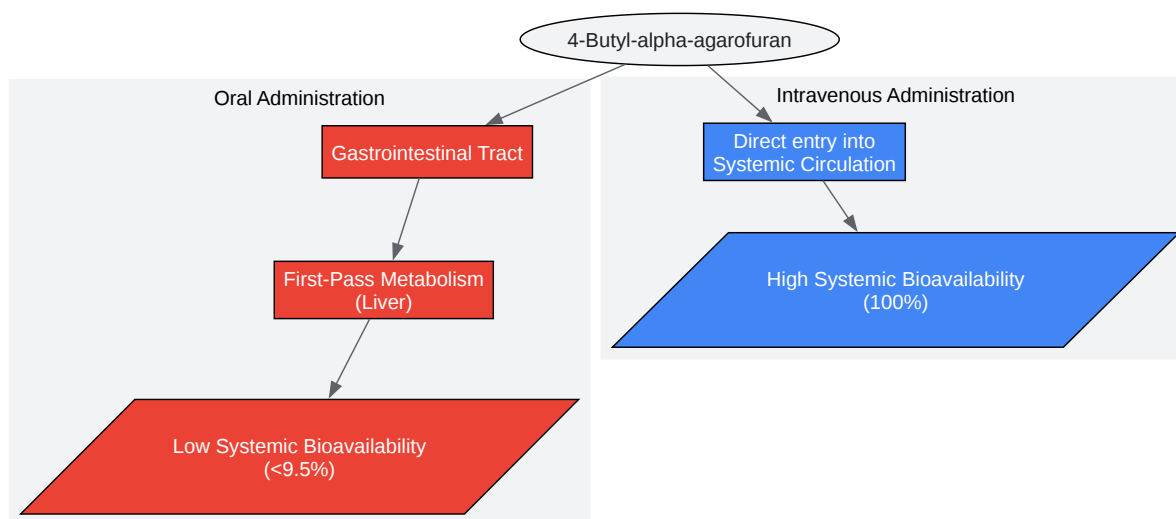 4-Butyl-alpha-agarofuran
Oral Administration
Gastrointestinal Tract
First-Pass Metabolism
(Liver)
Low Systemic Bioavailability
(<9.5%)
Intravenous Administration
Direct entry into
Systemic Circulation
High Systemic Bioavailability
(100%)